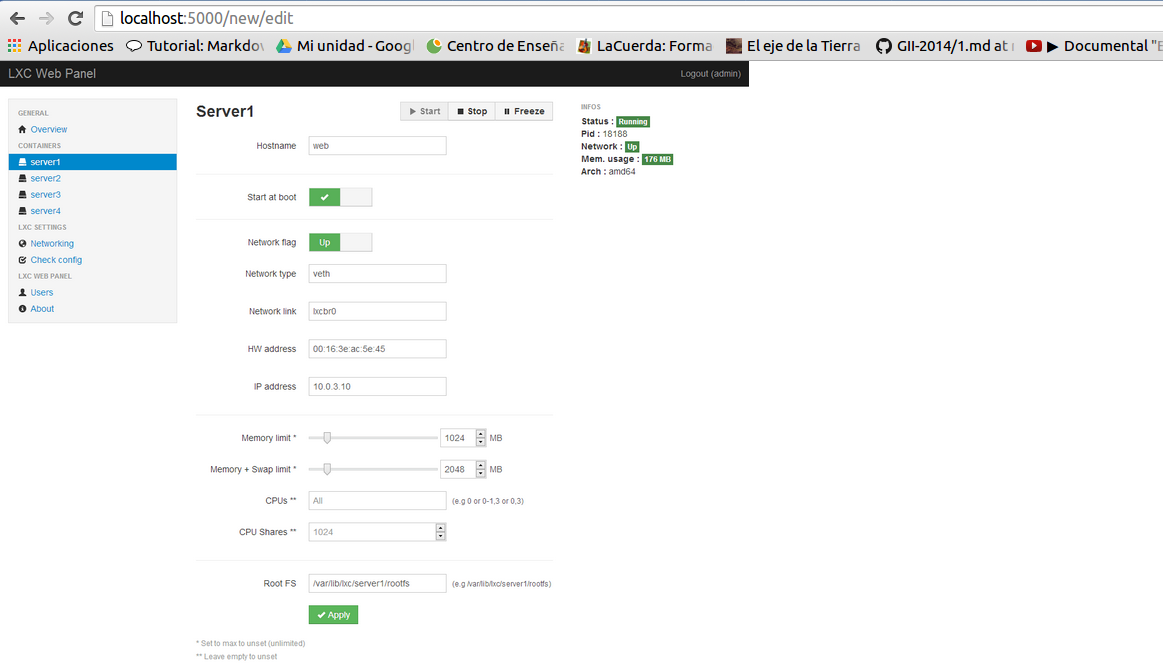 localhost:5000/new/edit
Aplicaciones Tutorial: Markdov Mi unidad - Goog Centro de Enseña LaCuerda: Forma El eje de la Tierra GII-2014/1.md at Documental "E
LXC Web Panel Logout (admin)
GENERAL
Overview
CONTAINERS
server1
server2
server3
server4
LXC SETTINGS
Networking
Check config
LXC WEB PANEL
Users
About
Server1 Start Stop Freeze
Hostname web
Start at boot
Network flag Up
Network type veth
Network link lxcbr0
HW address 00:16:3e:ac:5e:45
IP address 10.0.3.10
Memory limit * 1024 MB
Memory + Swap limit * 2048 MB
CPUs ** All (e.g 0 or 0-1,3 or 0,3)
CPU Shares ** 1024
Root FS /var/lib/lxc/server1/rootfs (e.g /var/lib/lxc/server1/rootfs)
Apply
* Set to max to unset (unlimited)
** Leave empty to unset
INFOS
Status : Running
Pid : 18188
Network : Up
Mem. usage : 176 MB
Arch : amd64